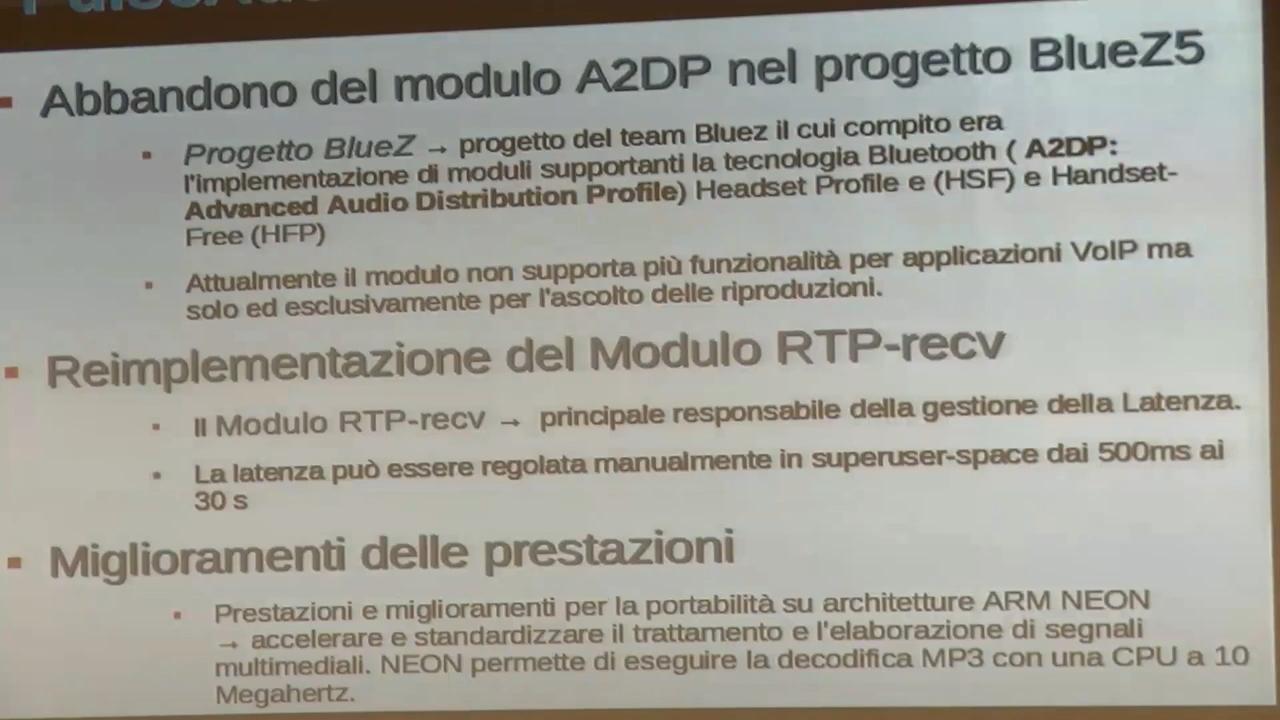 Abbandono del modulo A2DP nel progetto BlueZ5
Progetto BlueZ → progetto del team Bluez il cui compito era
l'implementazione di moduli supportanti la tecnologia Bluetooth ( A2DP:
Advanced Audio Distribution Profile) Headset Profile e (HSF) e Handset-
Free (HFP)
Attualmente il modulo non supporta più funzionalità per applicazioni VoIP ma
solo ed esclusivamente per l'ascolto delle riproduzioni.
Reimplementazione del Modulo RTP-recv
Il Modulo RTP-recv → principale responsabile della gestione della Latenza.
La latenza può essere regolata manualmente in superuser-space dai 500ms ai
30 s
Miglioramenti delle prestazioni
Prestazioni e miglioramenti per la portabilità su architetture ARM NEON
→ accelerare e standardizzare il trattamento e l'elaborazione di segnali
multimediali. NEON permette di eseguire la decodifica MP3 con una CPU a 10
Megahertz.